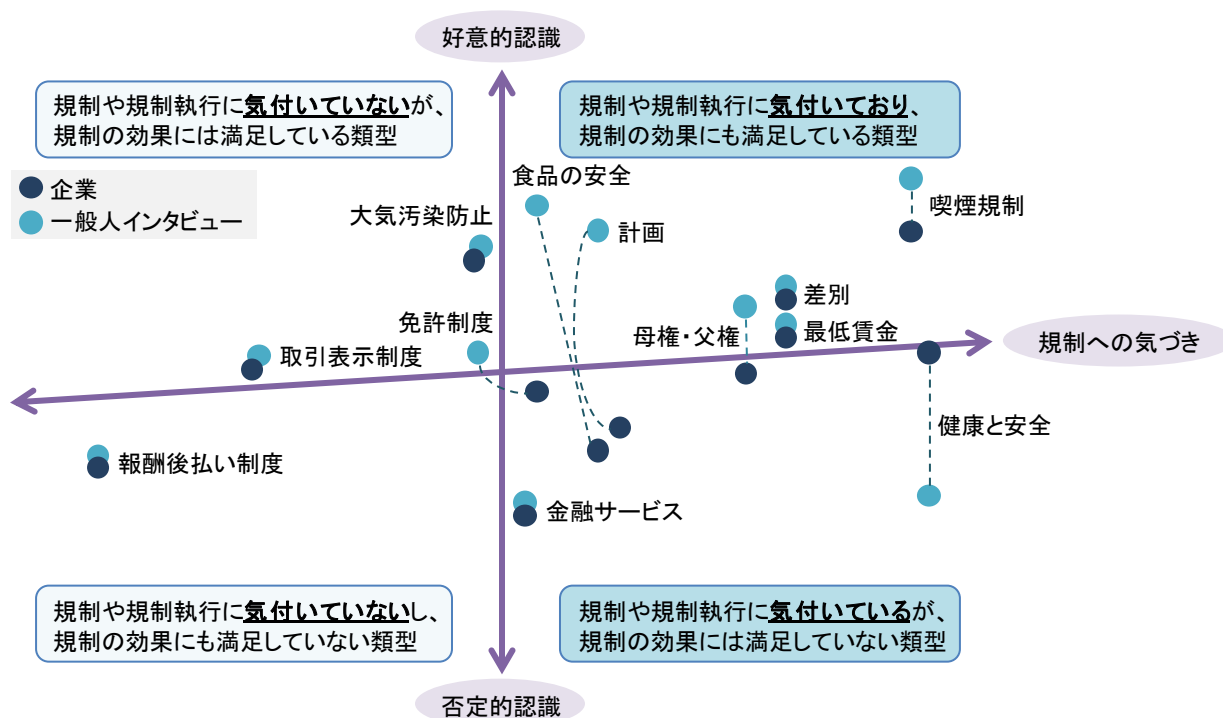 好意的認識
規制や規制執行に気付いていないが、
規制の効果には満足している類型
規制や規制執行に気付いており、
規制の効果にも満足している類型
企業
一般人インタビュー
食品の安全
大気汚染防止
計画
喫煙規制
差別
免許制度
母権・父権
最低賃金
取引表示制度
規制への気づき
健康と安全
報酬後払い制度
金融サービス
規制や規制執行に気付いていないし、
規制の効果にも満足していない類型
規制や規制執行に気付いているが、
規制の効果には満足していない類型
否定的認識